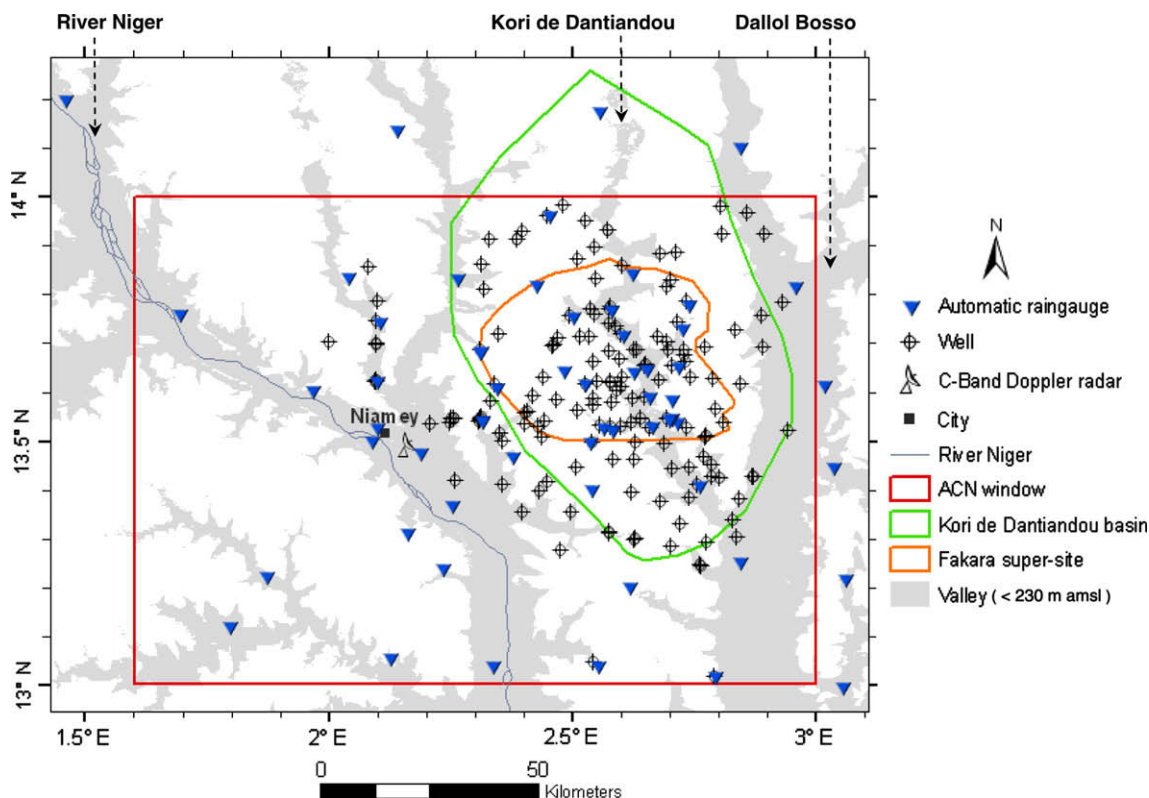 River Niger
Kori de Dantiandou
Dallol Bosso
14° N
13.5° N
13° N
Niamey
1.5° E
2° E
2.5° E
3° E
0
50
Kilometers
N
Automatic raingauge
Well
C-Band Doppler radar
City
River Niger
ACN window
Kori de Dantiandou basin
Fakara super-site
Valley ( < 230 m amsl )